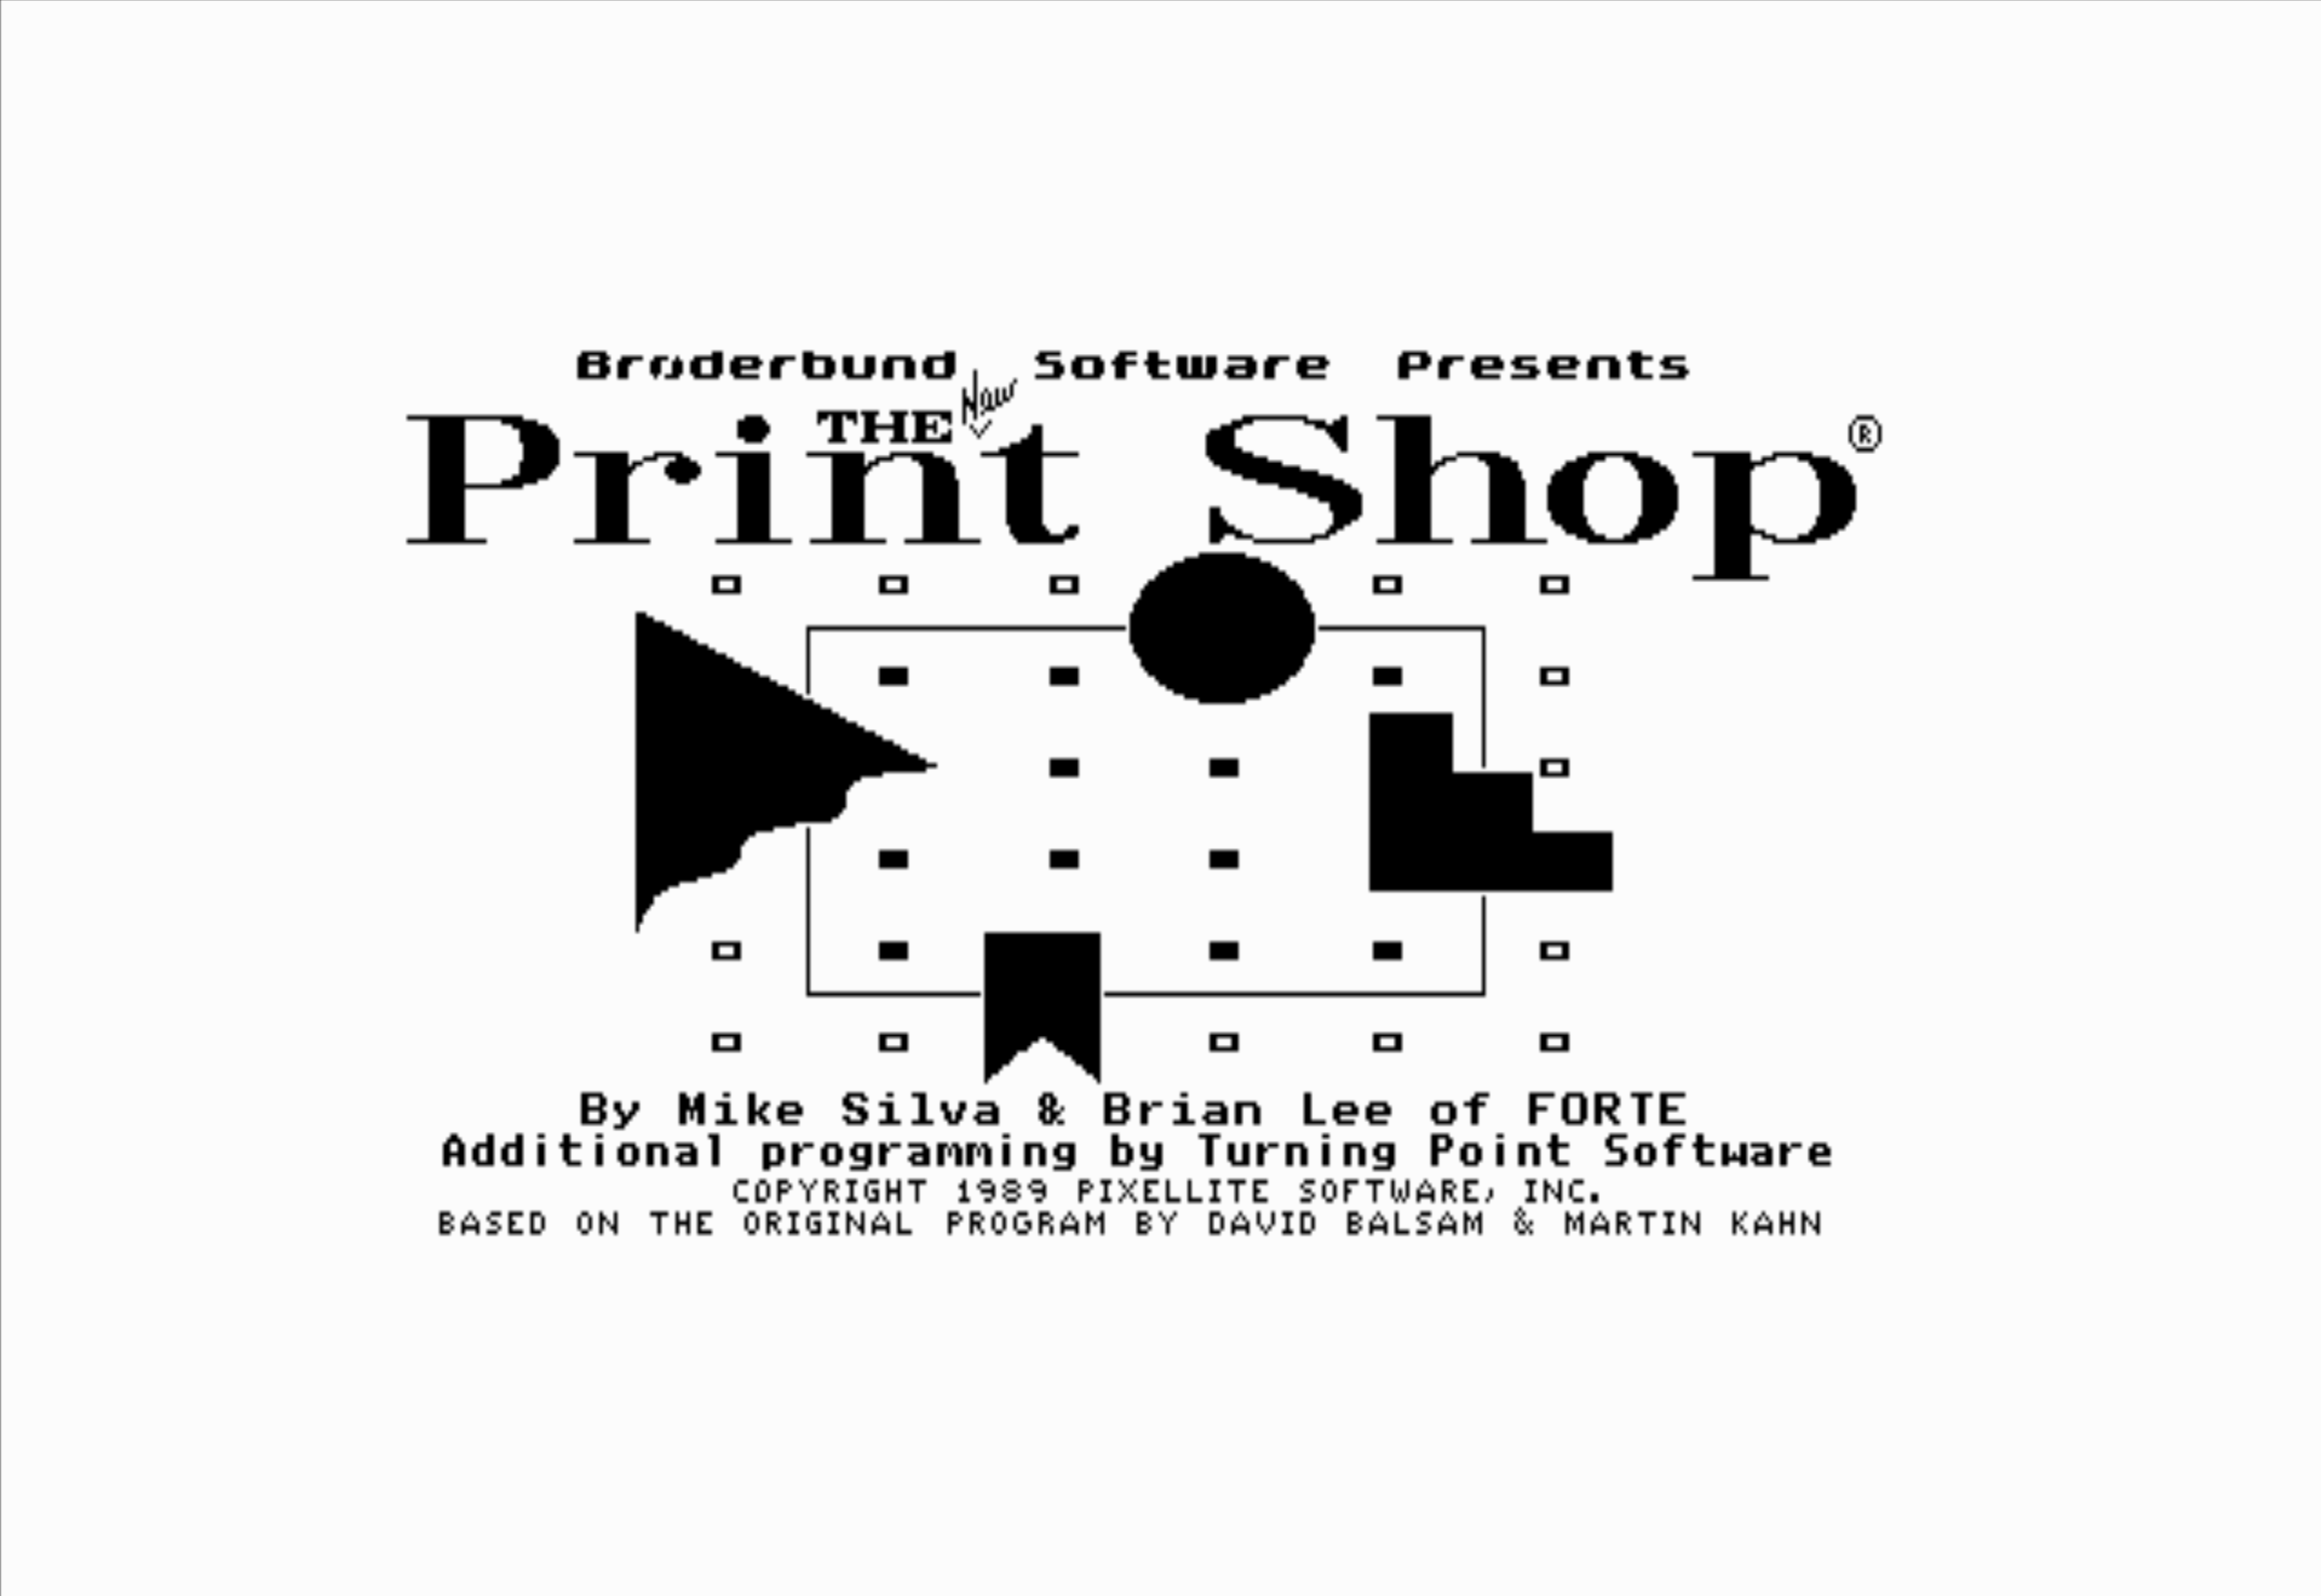 Brøderbund Software Presents
THE New
Print Shop®
By Mike Silva & Brian Lee of FORTE
Additional programming by Turning Point Software
COPYRIGHT 1989 PIXELLITE SOFTWARE, INC.
BASED ON THE ORIGINAL PROGRAM BY DAVID BALSAM & MARTIN KAHN